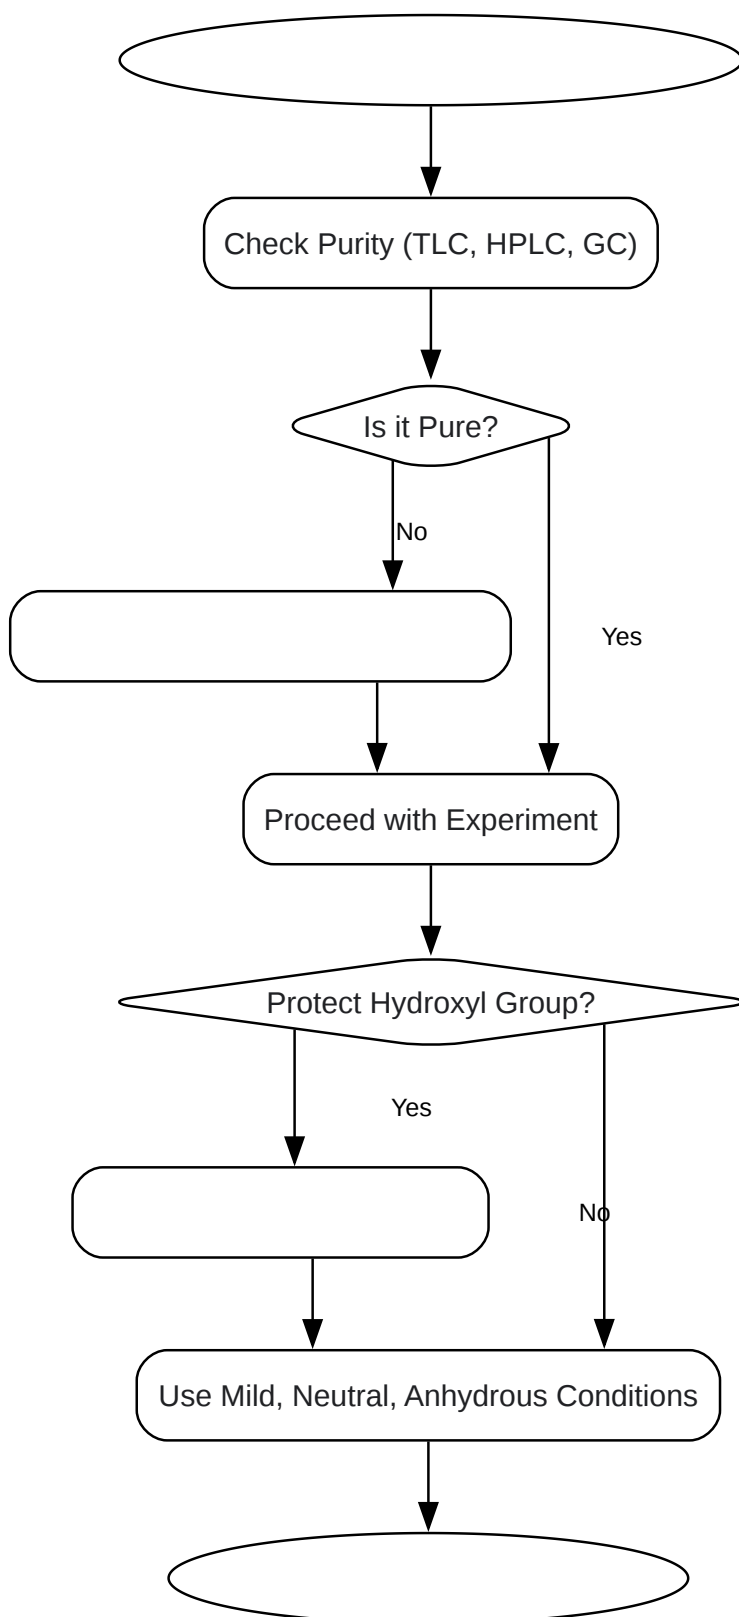 Check Purity (TLC, HPLC, GC)
Is it Pure?
No
Yes
Proceed with Experiment
Protect Hydroxyl Group?
Yes
No
Use Mild, Neutral, Anhydrous Conditions